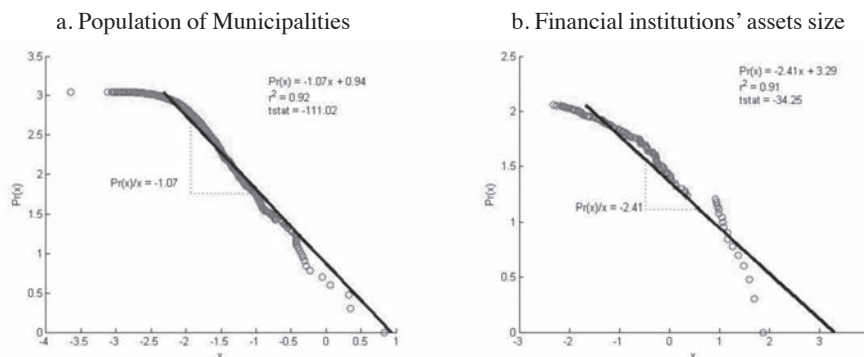 a. Population of Municipalities
3.5
3
2.5
2
1.5
1
0.5
0
Pr(x)
Pr(x) = -1.07x + 0.94
r² = 0.92
tstat = -111.02
Pr(x)/x = -1.07
-4 -3.5 -3 -2.5 -2 -1.5 -1 -0.5 0 0.5 1
x
b. Financial institutions' assets size
2.5
2
1.5
1
0.5
0
Pr(x)
Pr(x) = -2.41x + 3.29
r² = 0.91
tstat = -34.25
Pr(x)/x = -2.41
-3 -2 -1 0 1 2 3
x